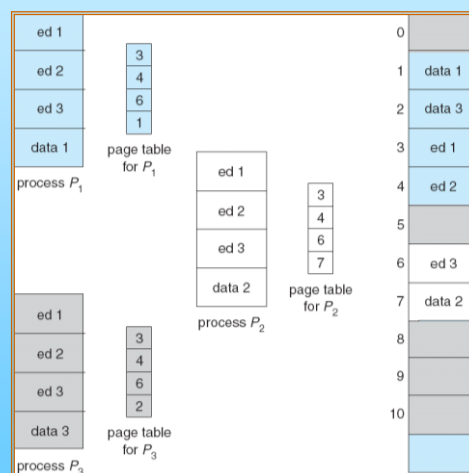 ed 1
ed 2
ed 3
data 1
process P1
3
4
6
1
page table
for P1
ed 1
ed 2
ed 3
data 2
process P2
3
4
6
7
page table
for P2
ed 1
ed 2
ed 3
data 3
process P3
3
4
6
2
page table
for P3
0
1 data 1
2 data 3
3 ed 1
4 ed 2
5
6 ed 3
7 data 2
8
9
10